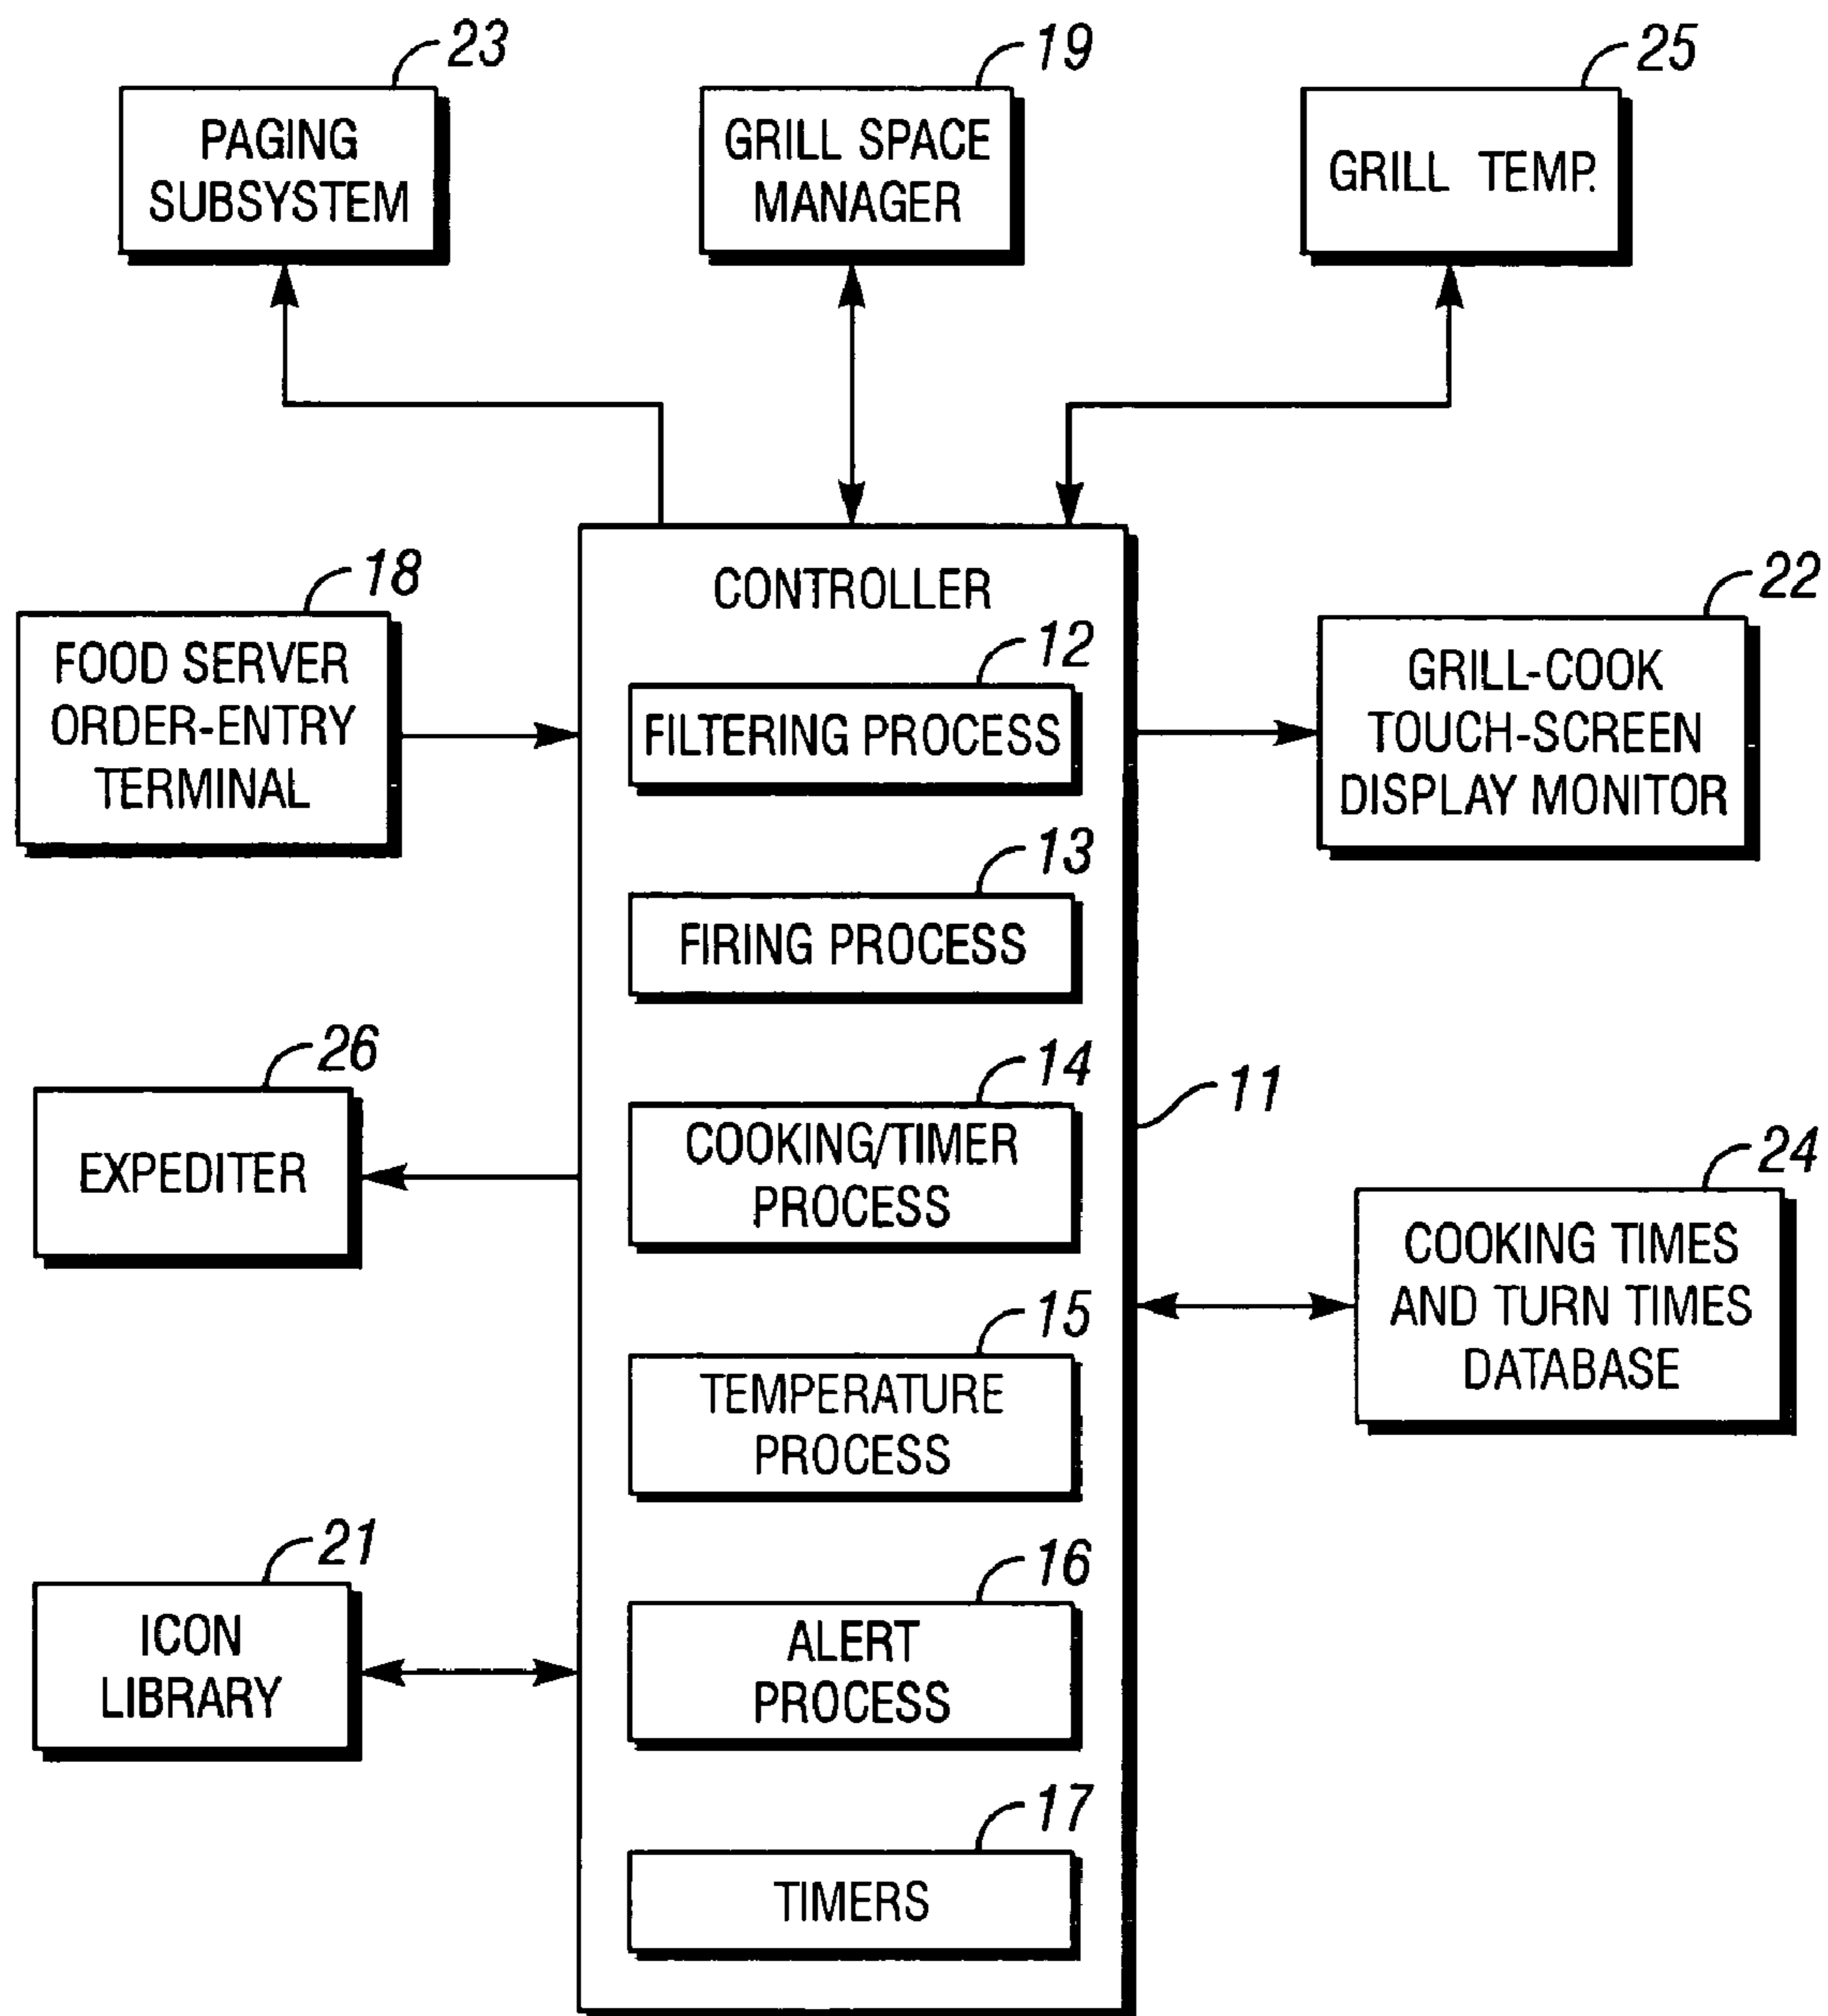 23
PAGING
SUBSYSTEM
19
GRILL SPACE
MANAGER
25
GRILL TEMP.
18
FOOD SERVER
ORDER-ENTRY
TERMINAL
CONTROLLER
12
FILTERING PROCESS
13
FIRING PROCESS
14
COOKING/TIMER
PROCESS
15
TEMPERATURE
PROCESS
16
ALERT
PROCESS
17
TIMERS
11
22
GRILL-COOK
TOUCH-SCREEN
DISPLAY MONITOR
26
EXPEDITER
24
COOKING TIMES
AND TURN TIMES
DATABASE
21
ICON
LIBRARY